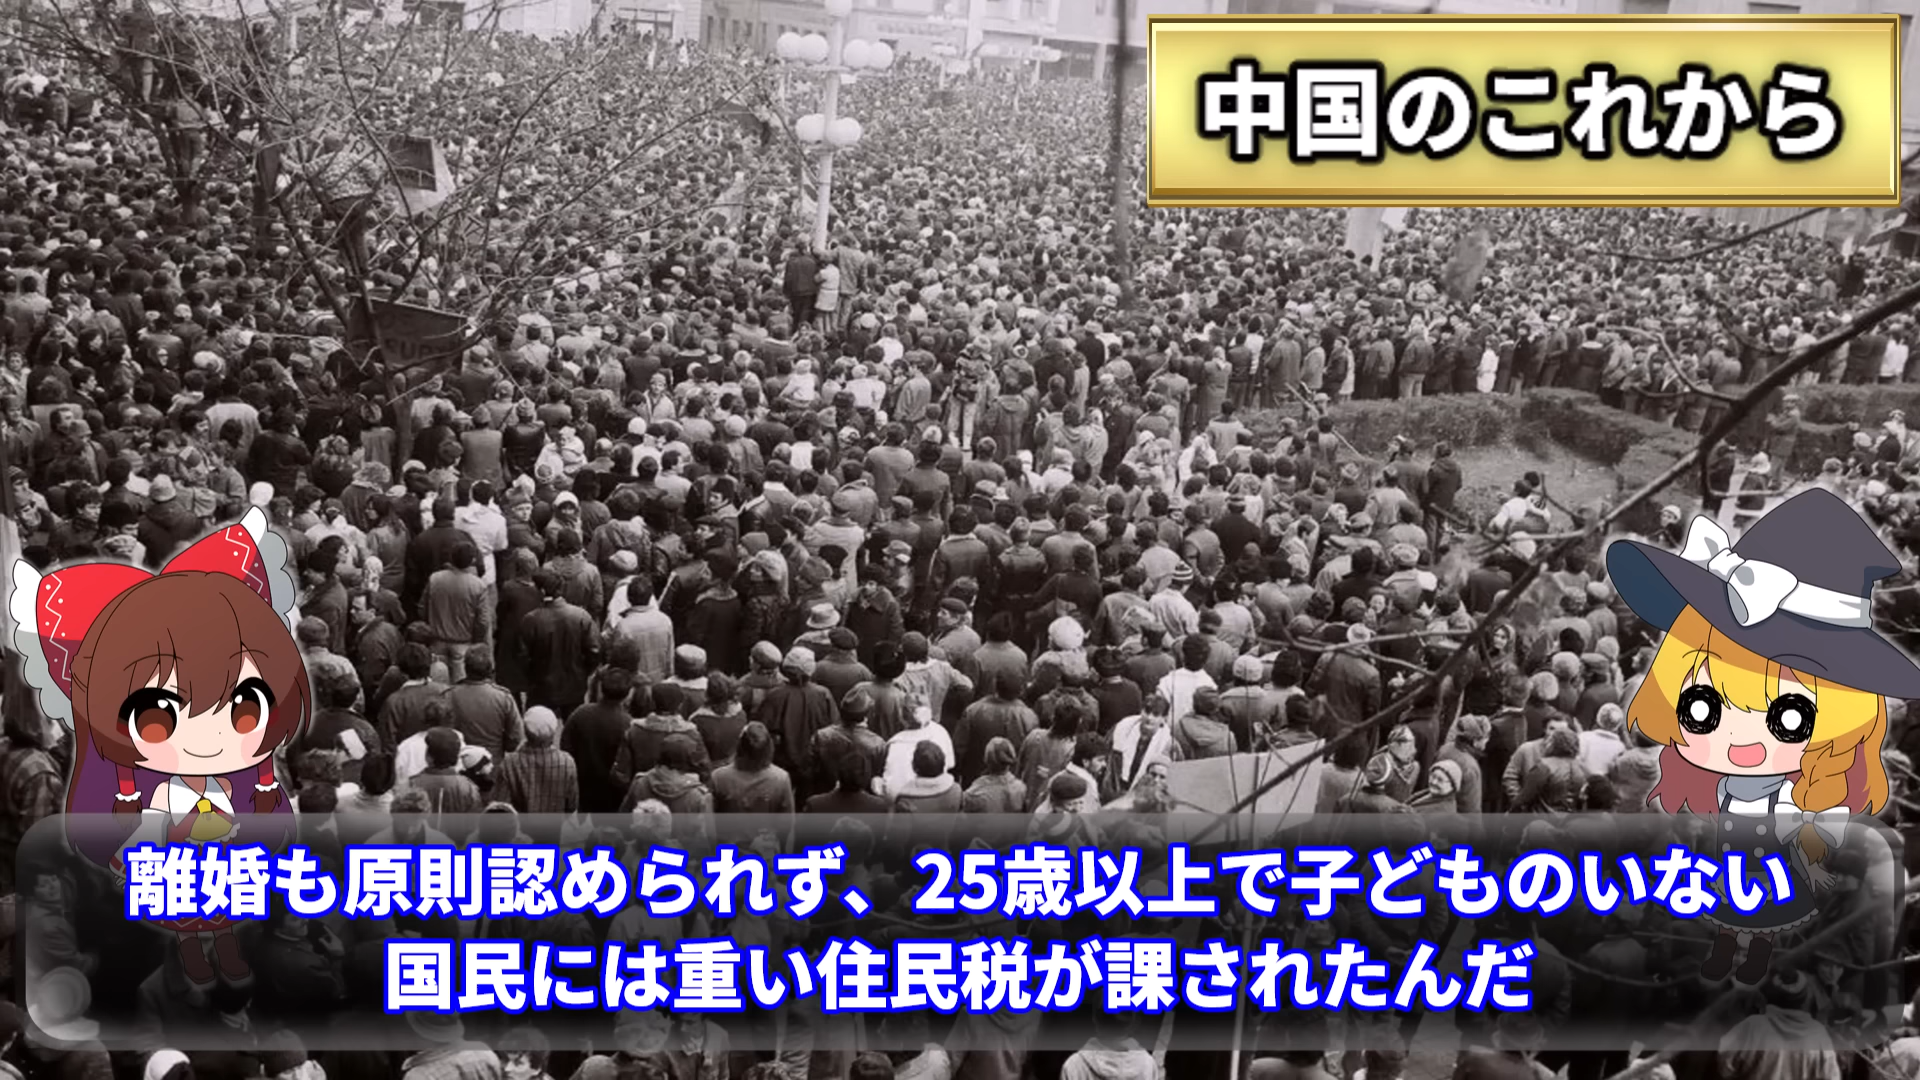 中国のこれから
離婚も原則認められず、25歳以上で子どものいない
国民には重い住民税が課されたんだ